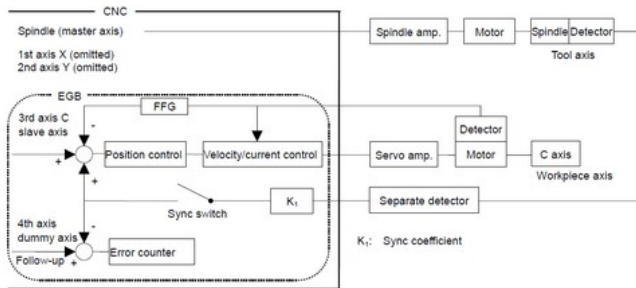 CNC
Spindle (master axis)
Spindle amp.
Motor
Spindle
Detector
Tool axis
1st axis X (omitted)
2nd axis Y (omitted)
EGB
FFG
3rd axis C
slave axis
-
+
+
Position control
Velocity/current control
Servo amp.
Detector
Motor
C axis
Workpiece axis
Sync switch
K₁
Separate detector
4th axis
dummy axis
-
Follow-up
+
Error counter
K₁: Sync coefficient